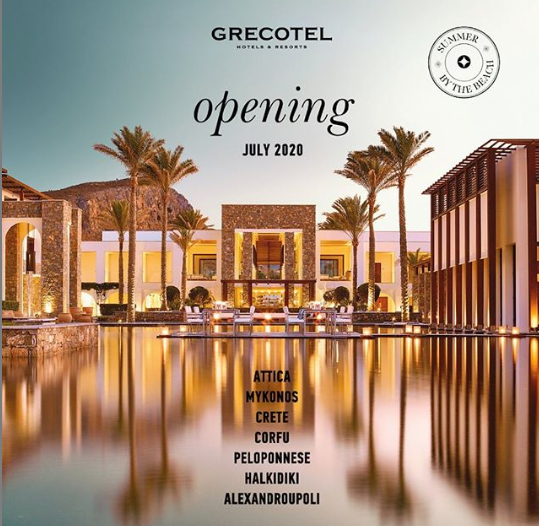 GRECOTEL
HOTELS & RESORTS
SUMMER
BY THE BEACH
opening
JULY 2020
ATTICA
MYKONOS
CRETE
CORFU
PELOPONNESE
HALKIDIKI
ALEXANDROUPOLI